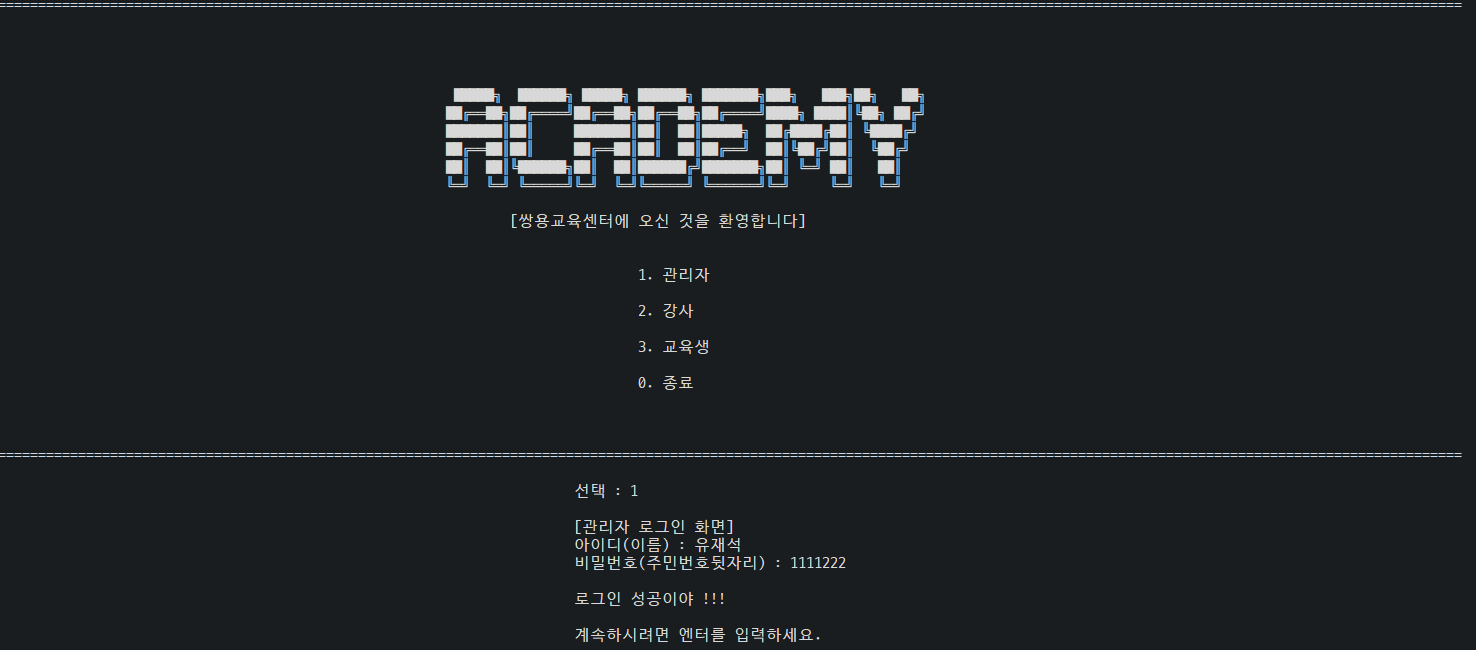 ACADEMY
[쌍용교육센터에 오신 것을 환영합니다]
1. 관리자
2. 강사
3. 교육생
0. 종료
선택 : 1
[관리자 로그인 화면]
아이디(이름) : 유재석
비밀번호(주민번호뒷자리) : 1111222
로그인 성공이야 !!!
계속하시려면 엔터를 입력하세요.